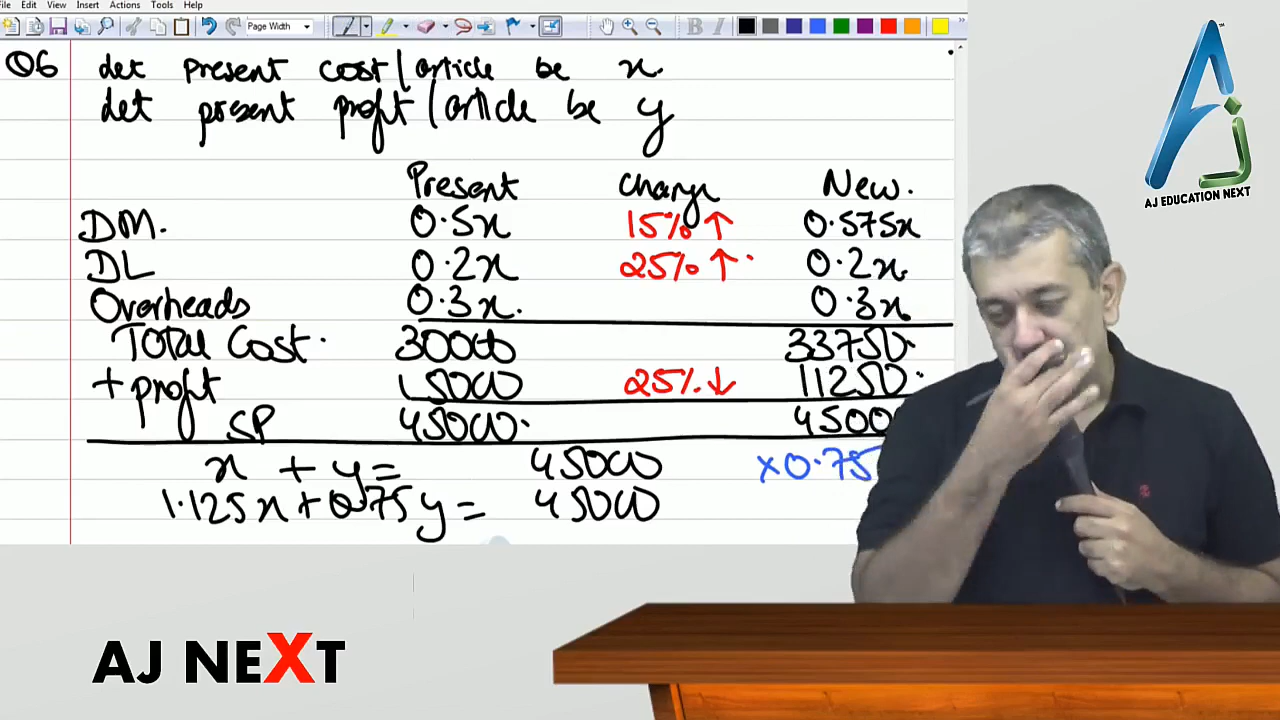 File Edit View Insert Actions Tools Help
Page Width
B I
Q6 Let present cost/article be x.
Let present profit/article be y
Present Change New.
DM. 0.5x 15% ↑ 0.575x
DL 0.2x 25% ↑ 0.2x
Overheads 0.3x. 0.3x
TOTAL Cost. 30000 33750.
+ profit 15000 25% ↓ 11250.
SP 45000. 45000
x + y = 45000 x0.75
1.125x + 0.75y = 45000
AJ EDUCATION NEXT
AJ NEXT